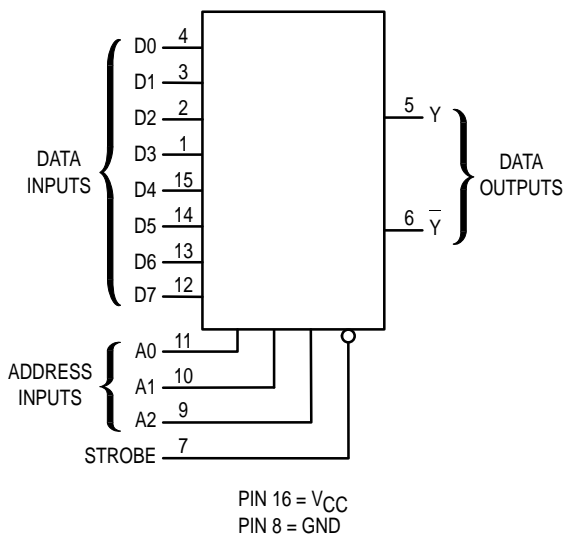 D0 4
D1 3
D2 2
D3 1
D4 15
D5 14
D6 13
D7 12
DATA
INPUTS
5 Y
6 Y̅
DATA
OUTPUTS
A0 11
A1 10
A2 9
ADDRESS
INPUTS
STROBE 7
PIN 16 = VCC
PIN 8 = GND